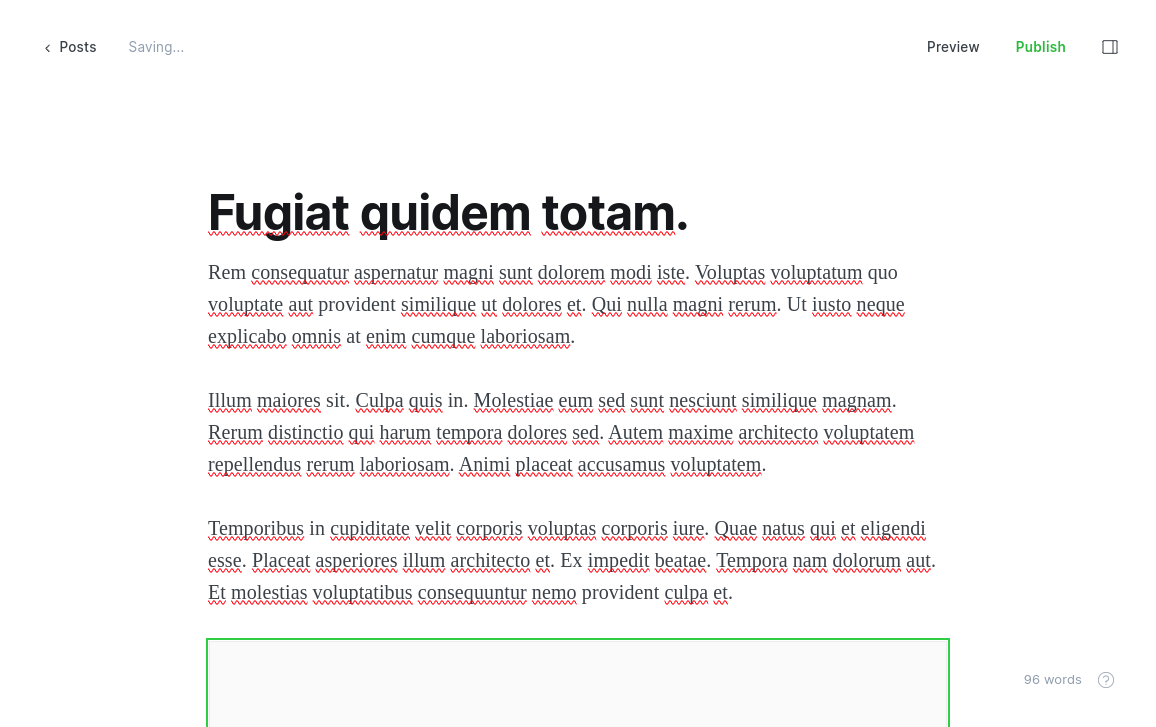 Posts
Saving...
Preview
Publish
Fugiat quidem totam.
Rem consequatur aspernatur magni sunt dolorem modi iste. Voluptas voluptatum quo
voluptate aut provident similique ut dolores et. Qui nulla magni rerum. Ut iusto neque
explicabo omnis at enim cumque laboriosam.
Illum maiores sit. Culpa quis in. Molestiae eum sed sunt nesciunt similique magnam.
Rerum distinctio qui harum tempora dolores sed. Autem maxime architecto voluptatem
repellendus rerum laboriosam. Animi placeat accusamus voluptatem.
Temporibus in cupiditate velit corporis voluptas corporis iure. Quae natus qui et eligendi
esse. Placeat asperiores illum architecto et. Ex impedit beatae. Tempora nam dolorum aut.
Et molestias voluptatibus consequuntur nemo provident culpa et.
96 words